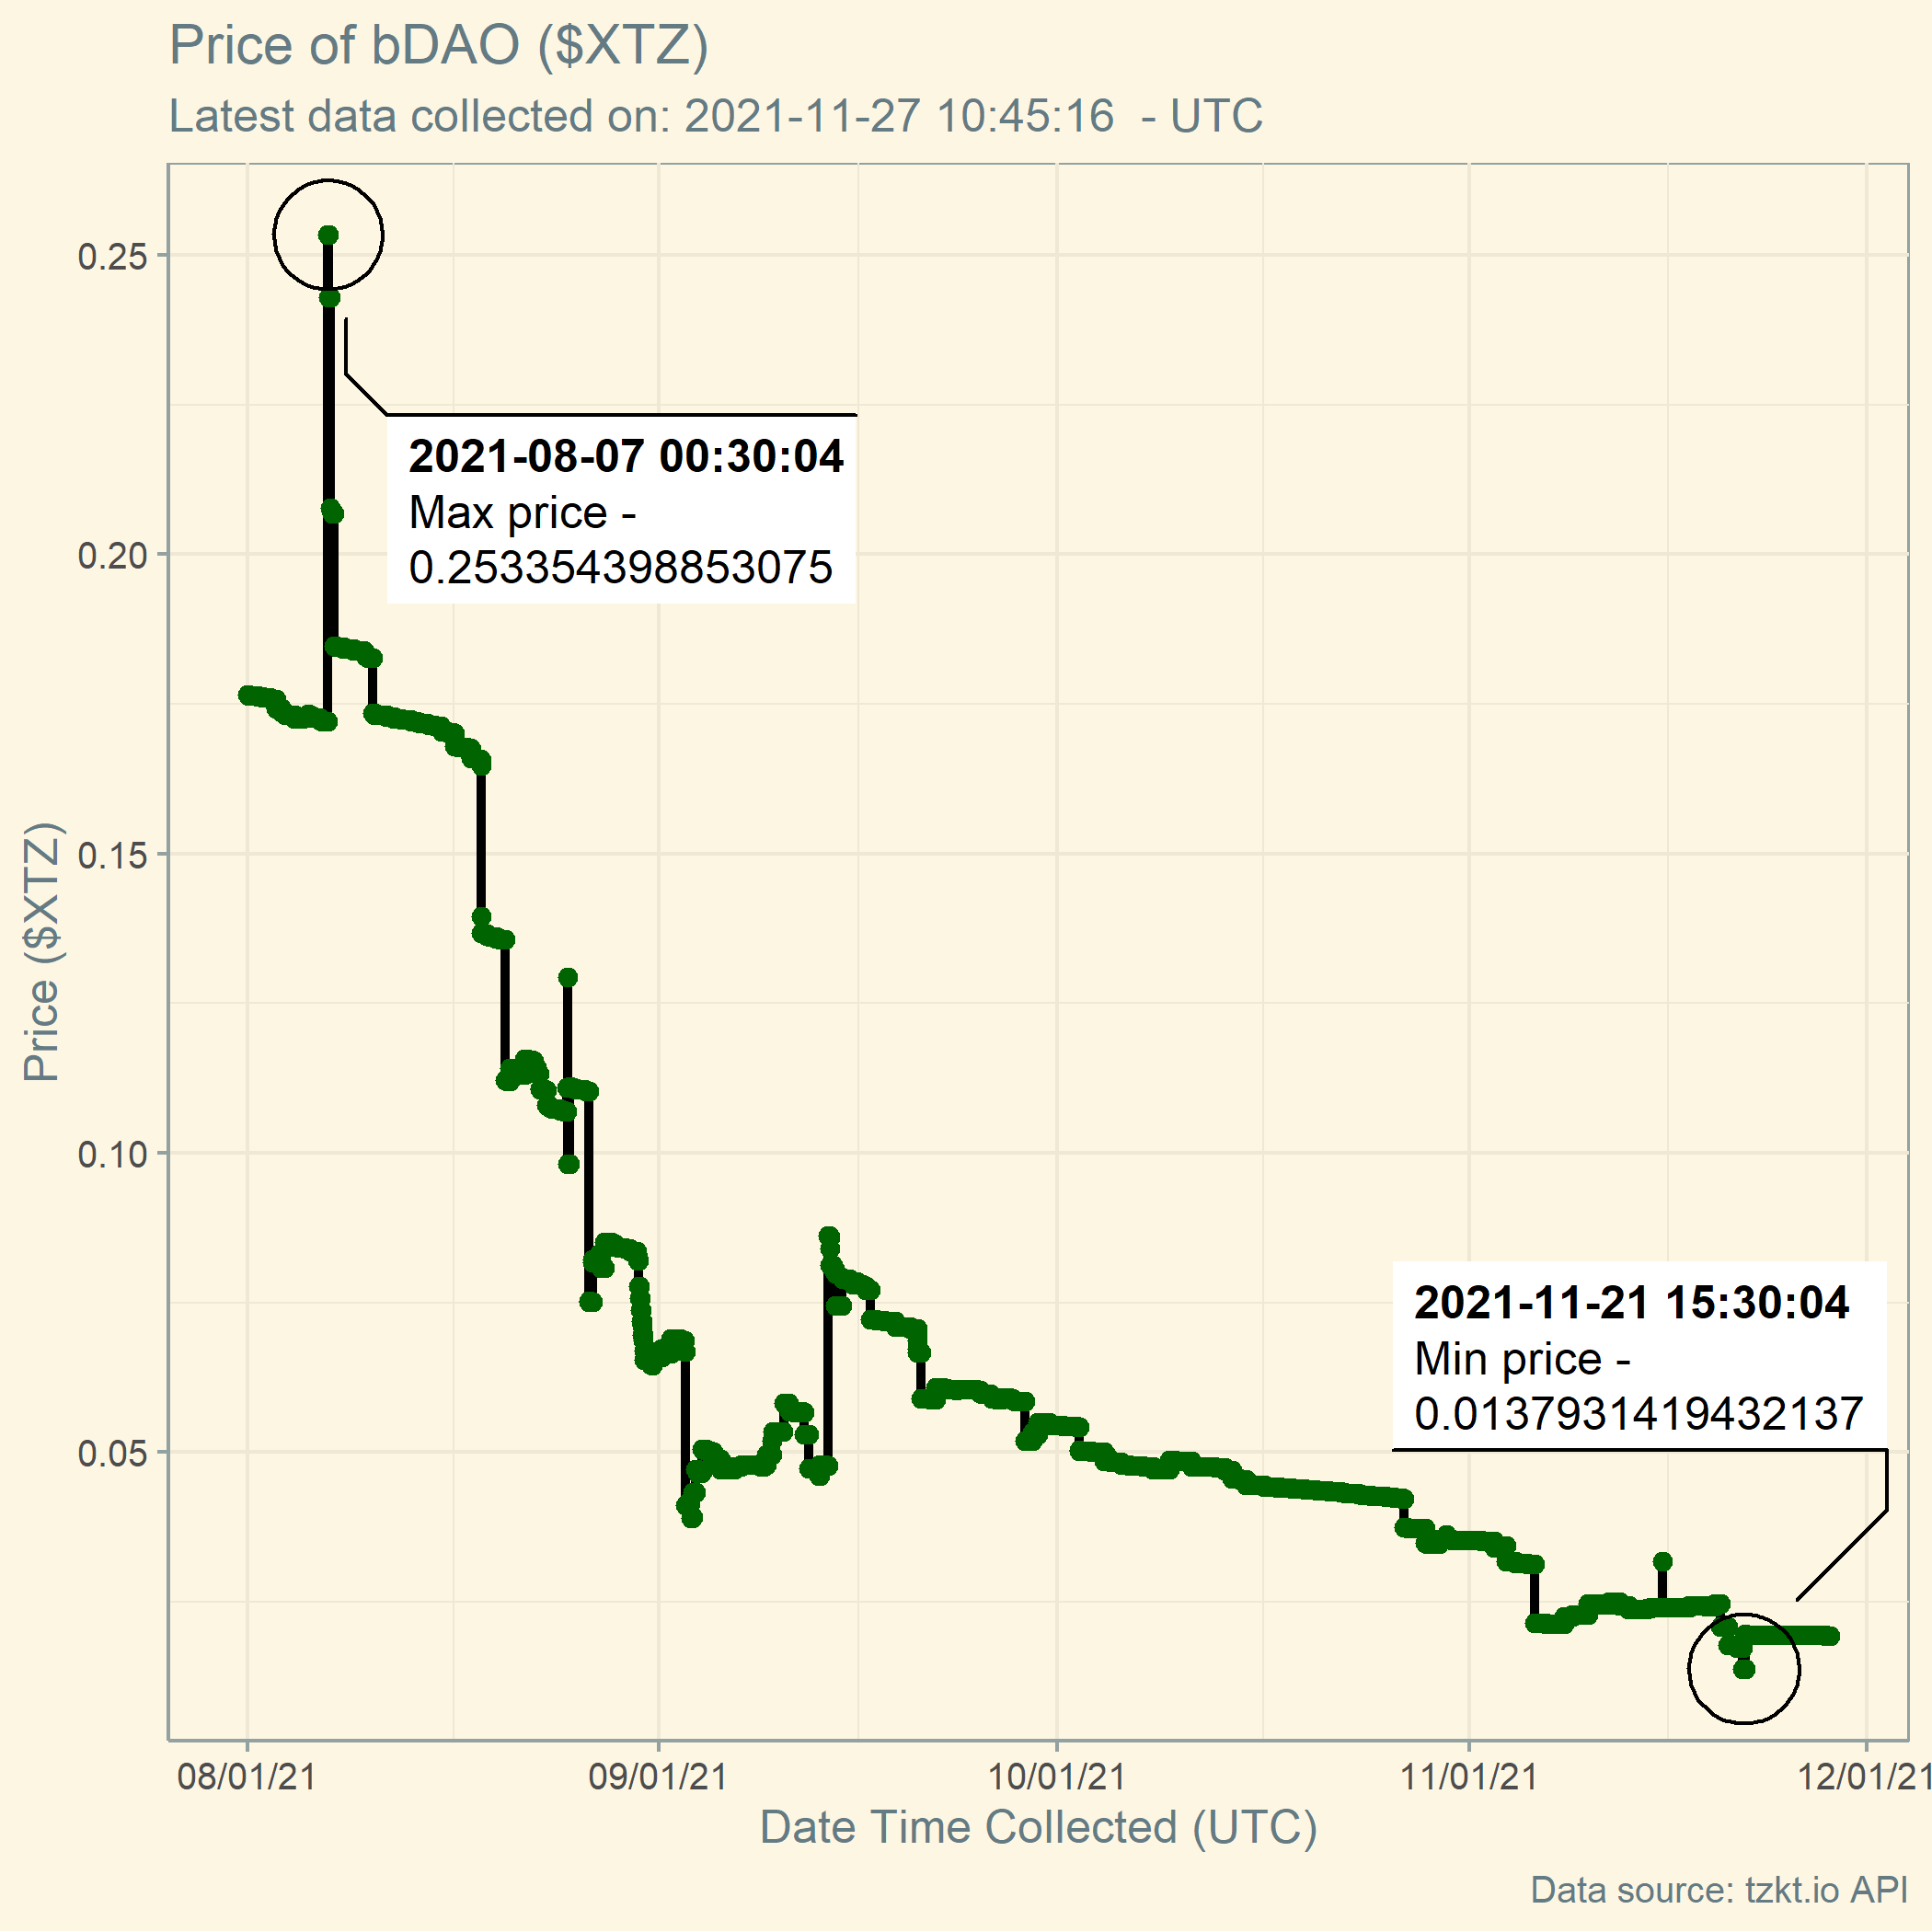 Price of bDAO ($XTZ)
Latest data collected on: 2021-11-27 10:45:16  - UTC
Price ($XTZ)
0.25
0.20
0.15
0.10
0.05
2021-08-07 00:30:04
Max price -
0.253354398853075
2021-11-21 15:30:04
Min price -
0.0137931419432137
08/01/21
09/01/21
10/01/21
11/01/21
12/01/21
Date Time Collected (UTC)
Data source: tzkt.io API